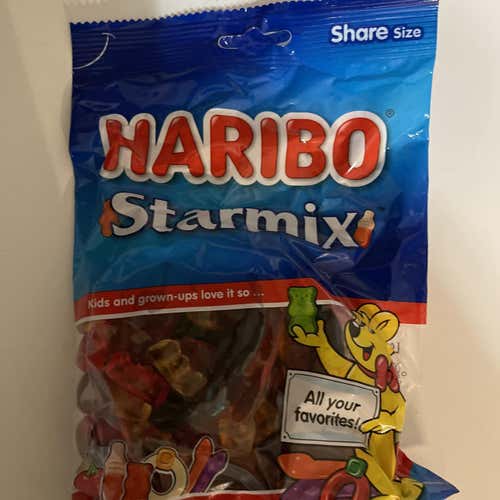 Share Size
HARIBO®
Starmix
Kids and grown-ups love it so ...
All your
favorites!